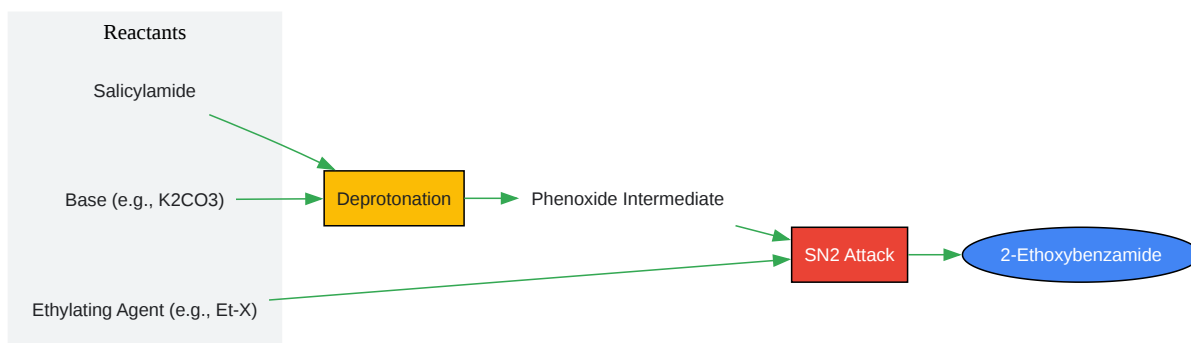 Reactants
Salicylamide
Base (e.g., K2CO3)
Deprotonation
Phenoxide Intermediate
SN2 Attack
2-Ethoxybenzamide
Ethylating Agent (e.g., Et-X)